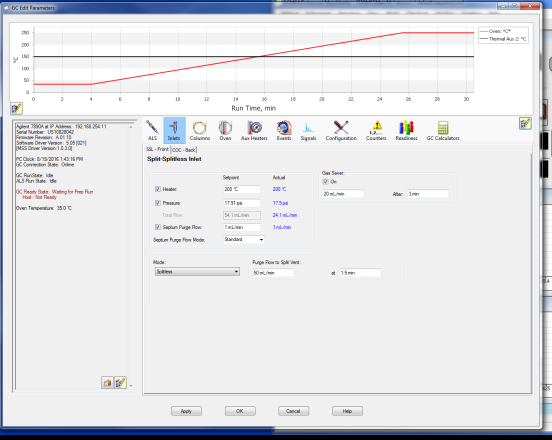 GC Edit Parameters
250
200
150
100
50
0
°C
Oven: °C*
Thermal Aux 2: °C
0 2 4 6 8 10 12 14 16 18 20 22 24 26 28 30
Run Time, min
Agilent 7890A at IP Address: 192.168.254.11
Serial Number: US10828042
Firmware Revision: A.01.10
Software Driver Version : 5.05 [021]
[MSS Driver Version:1.0.3.0]
PC Clock: 8/19/2016 1:43:16 PM
GC Connection State: Online
GC RunState: Idle
ALS Run State: Idle
GC Ready State: Waiting for Prep Run
Host: Not Ready
Oven Temperature: 35.0 °C
ALS Inlets Columns Oven Aux Heaters Events Signals Configuration Counters Readiness GC Calculators
SSL - Front COC - Back
Split-Splitless Inlet
Setpoint Actual
Heater: 200 °C 200 °C
Pressure: 17.91 psi 17.9 psi
Total Flow: 54.1 mL/min 24.1 mL/min
Septum Purge Flow: 1 mL/min 1 mL/min
Septum Purge Flow Mode: Standard
Gas Saver:
On
20 mL/min After: 3 min
Mode: Purge Flow to Split Vent:
Splitless 50 mL/min at 1.5 min
Apply OK Cancel Help